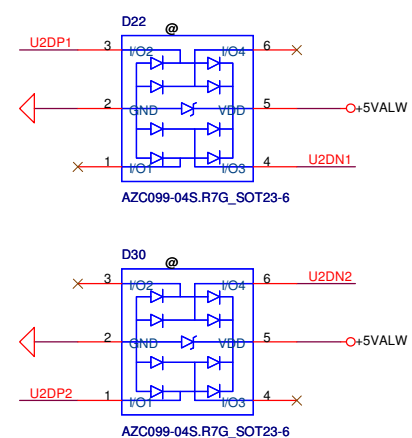 D22
@
U2DP1 3 I/O2 I/O4 6
2 GND VDD 5 +5VALW
1 I/O1 I/O3 4 U2DN1
AZC099-04S.R7G_SOT23-6
D30
@
3 I/O2 I/O4 6 U2DN2
2 GND VDD 5 +5VALW
U2DP2 1 I/O1 I/O3 4
AZC099-04S.R7G_SOT23-6